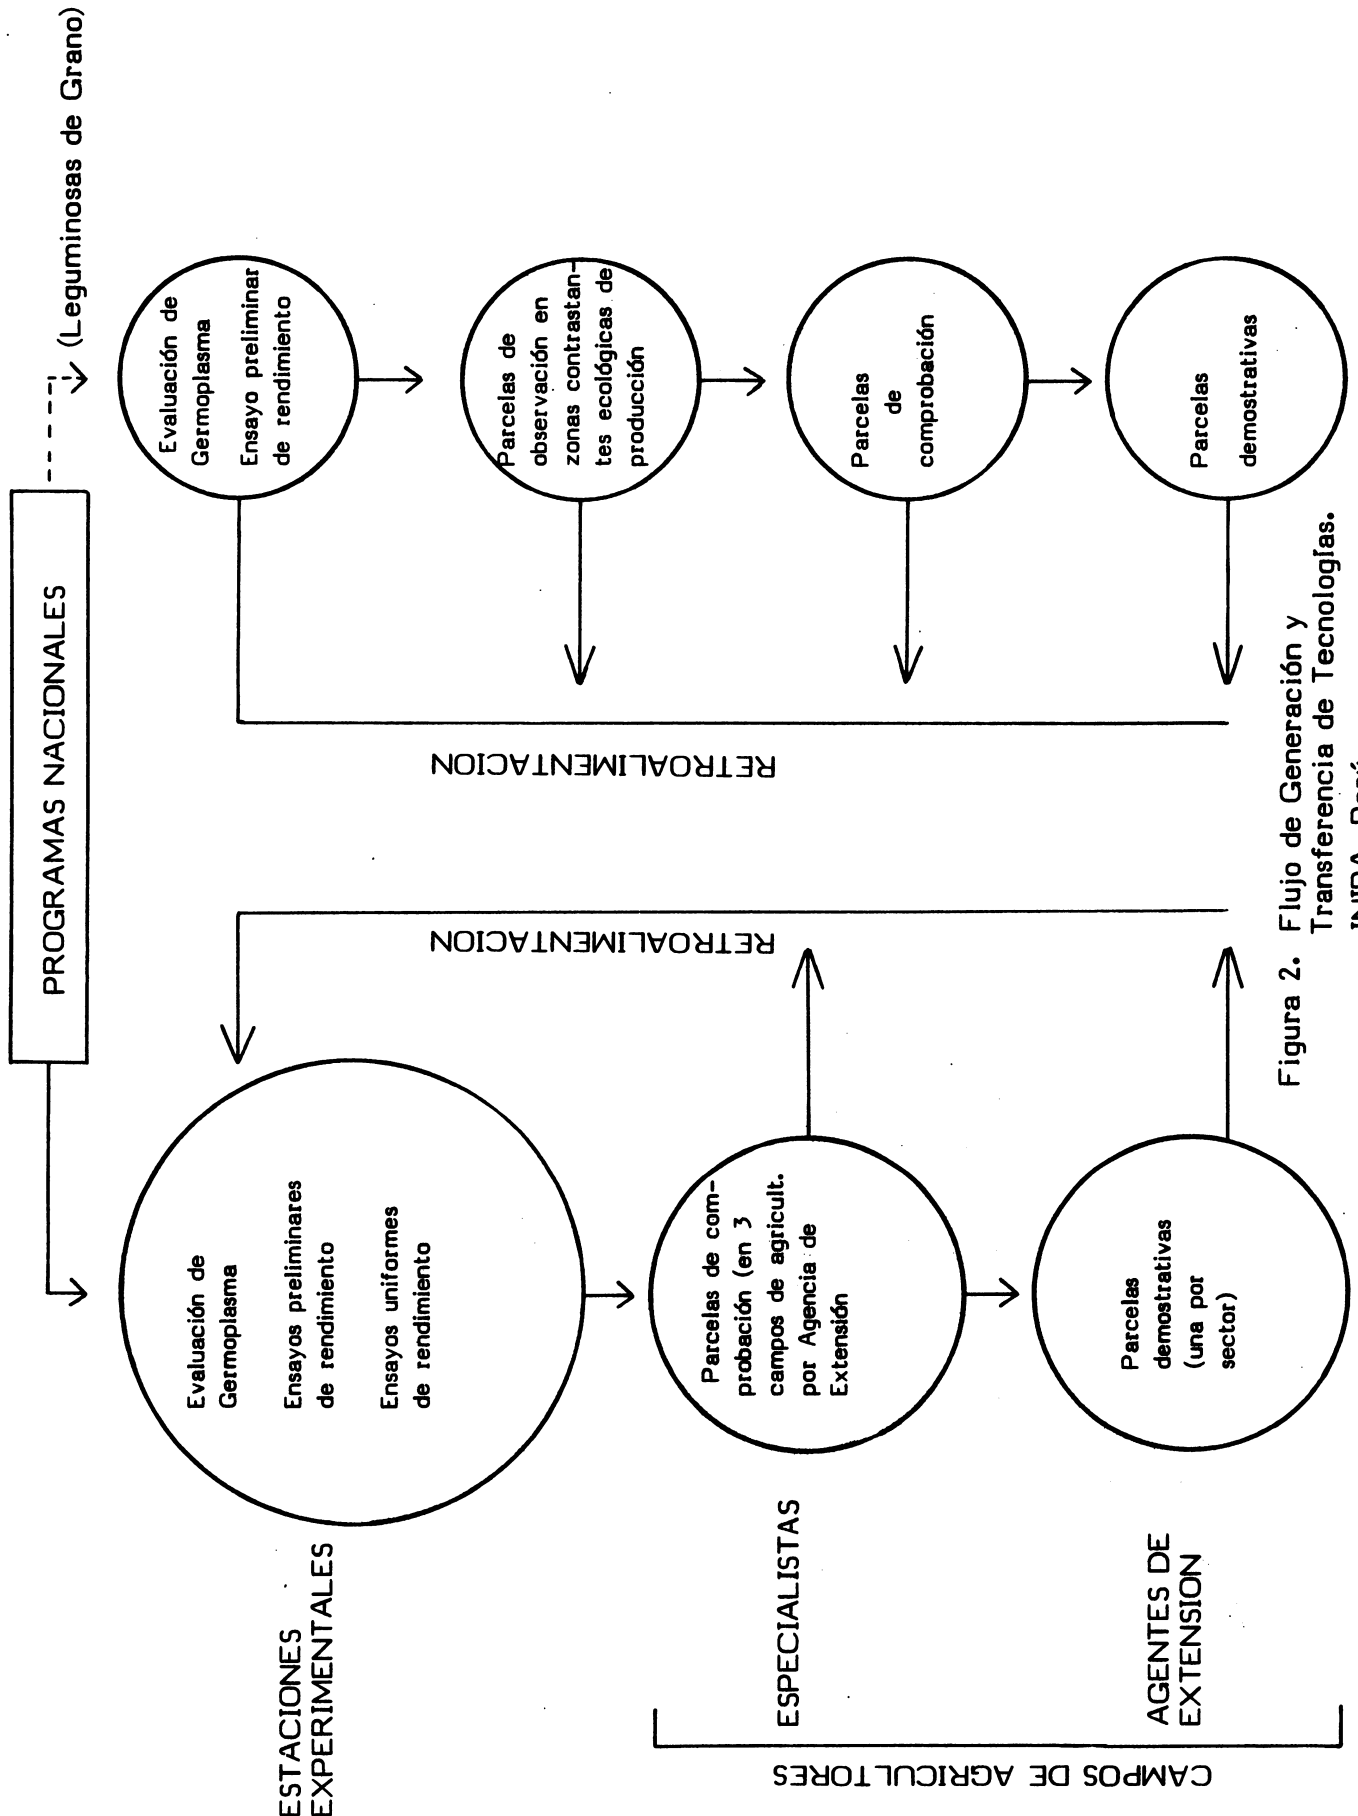 PROGRAMAS NACIONALES
(Leguminosas de Grano)
ESTACIONES
EXPERIMENTALES
Evaluación de
Germoplasma
Ensayos preliminares
de rendimiento
Ensayos uniformes
de rendimiento
Evaluación de
Germoplasma
Ensayo preliminar
de rendimiento
RETROALIMENTACION
RETROALIMENTACION
Parcelas de
observación en
zonas contrastan-
tes ecológicas de
producción
CAMPOS DE AGRICULTORES
ESPECIALISTAS
Parcelas de com-
probación (en 3
campos de agricult.
por Agencia de
Extensión
Parcelas
de
comprobación
AGENTES DE
EXTENSION
Parcelas
demostrativas
(una por
sector)
Parcelas
demostrativas
Figura 2. Flujo de Generación y
Transferencia de Tecnologías.